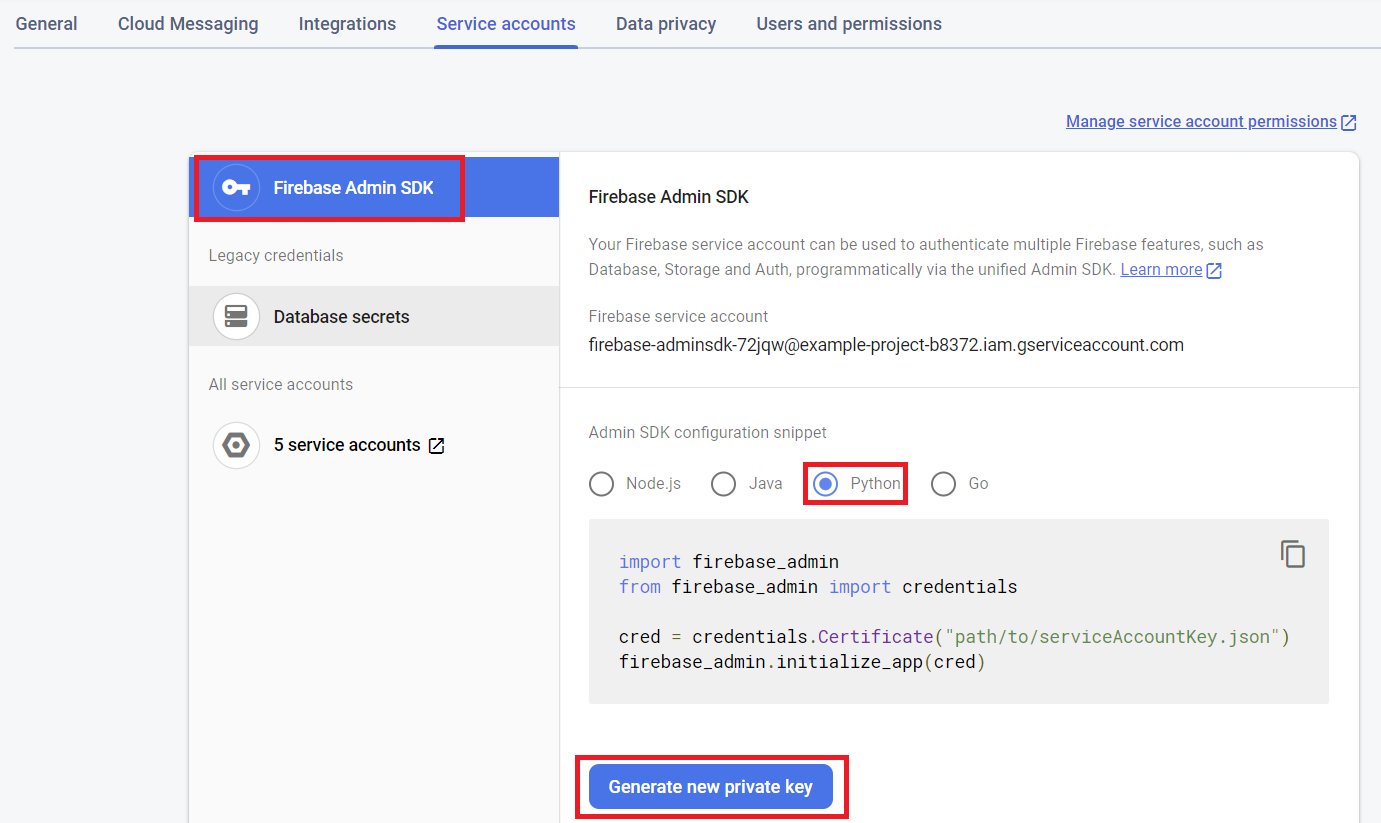 General Cloud Messaging Integrations Service accounts Data privacy Users and permissions
Manage service account permissions
Firebase Admin SDK
Legacy credentials
Database secrets
All service accounts
5 service accounts
Firebase Admin SDK
Your Firebase service account can be used to authenticate multiple Firebase features, such as
Database, Storage and Auth, programmatically via the unified Admin SDK. Learn more
Firebase service account
firebase-adminsdk-72jqw@example-project-b8372.iam.gserviceaccount.com
Admin SDK configuration snippet
Node.js Java Python Go
import firebase_admin
from firebase_admin import credentials
cred = credentials.Certificate("path/to/serviceAccountKey.json")
firebase_admin.initialize_app(cred)
Generate new private key